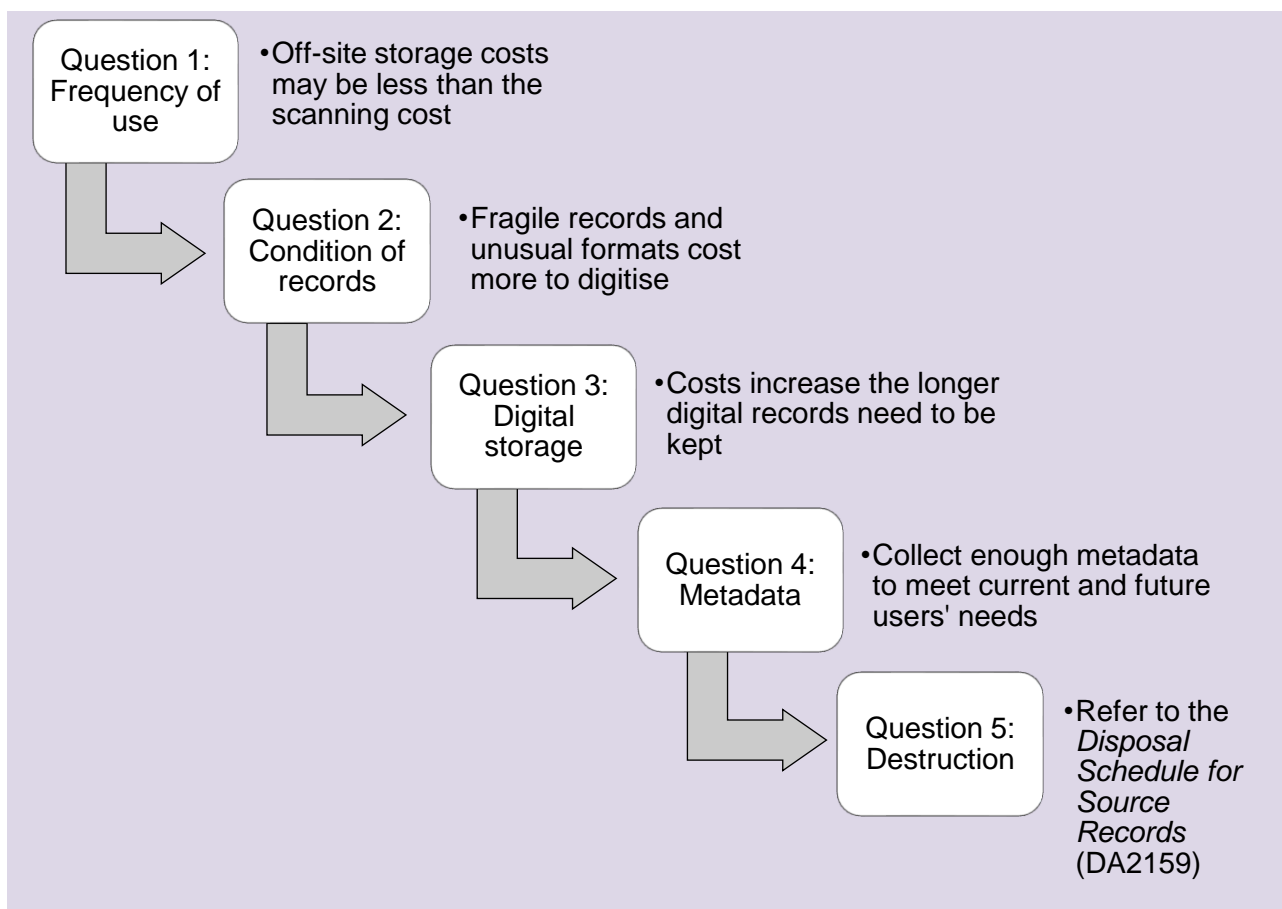 Question 1:
Frequency of
use
•Off-site storage costs
may be less than the
scanning cost
Question 2:
Condition of
records
•Fragile records and
unusual formats cost
more to digitise
Question 3:
Digital
storage
•Costs increase the longer
digital records need to be
kept
Question 4:
Metadata
•Collect enough metadata
to meet current and future
users' needs
Question 5:
Destruction
•Refer to the
Disposal
Schedule for
Source
Records
(DA2159)